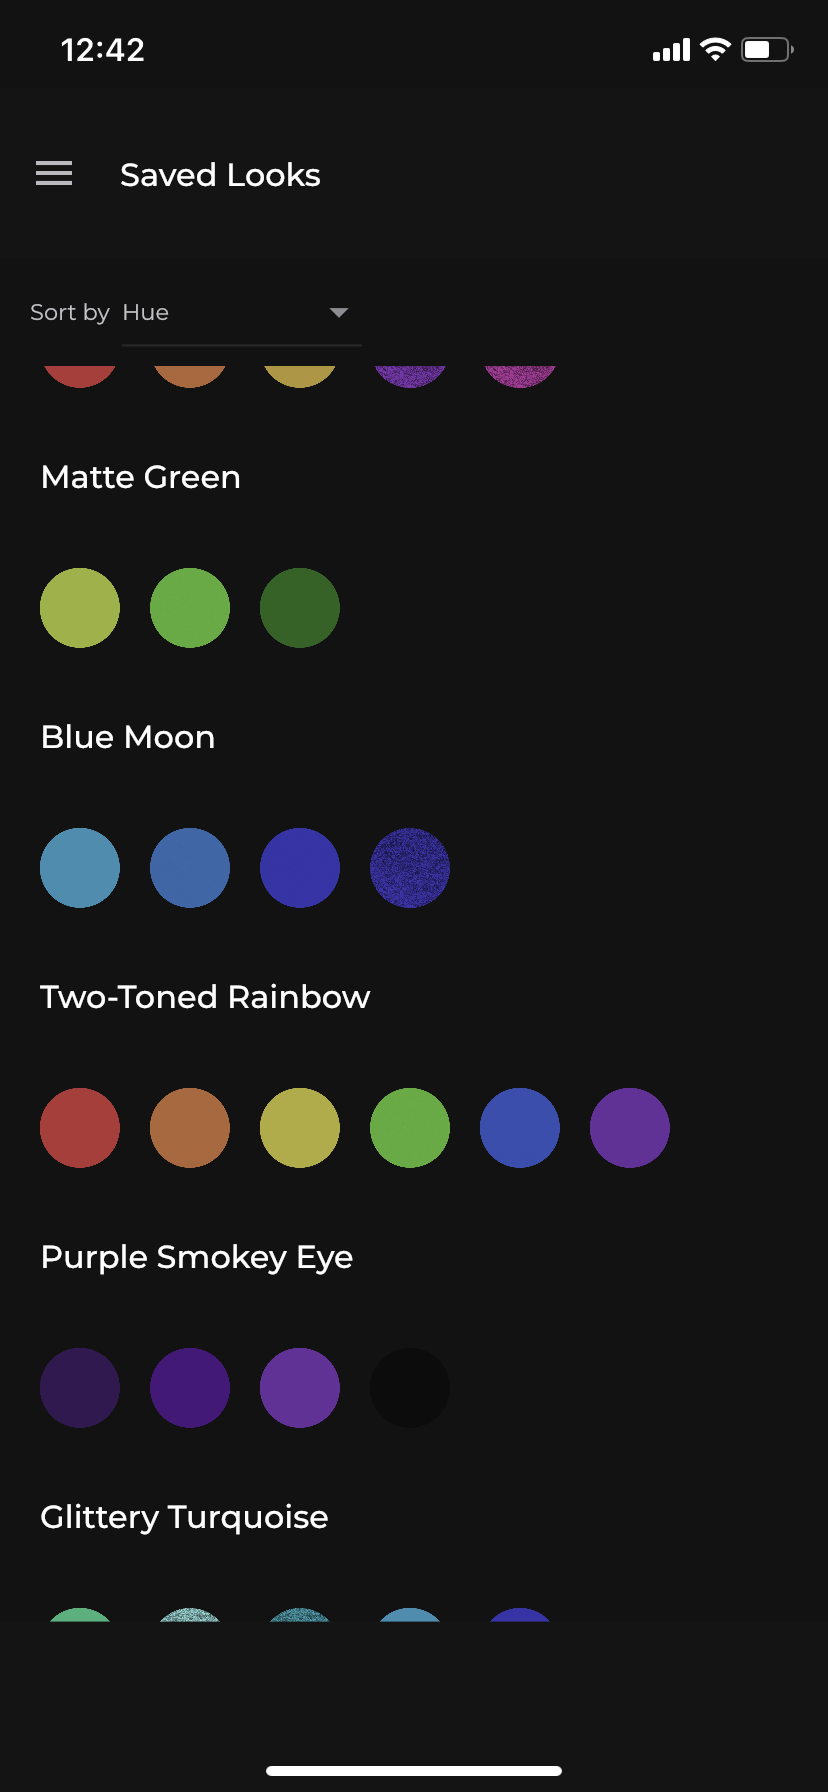 12:42
Saved Looks
Sort by Hue
Matte Green
Blue Moon
Two-Toned Rainbow
Purple Smokey Eye
Glittery Turquoise